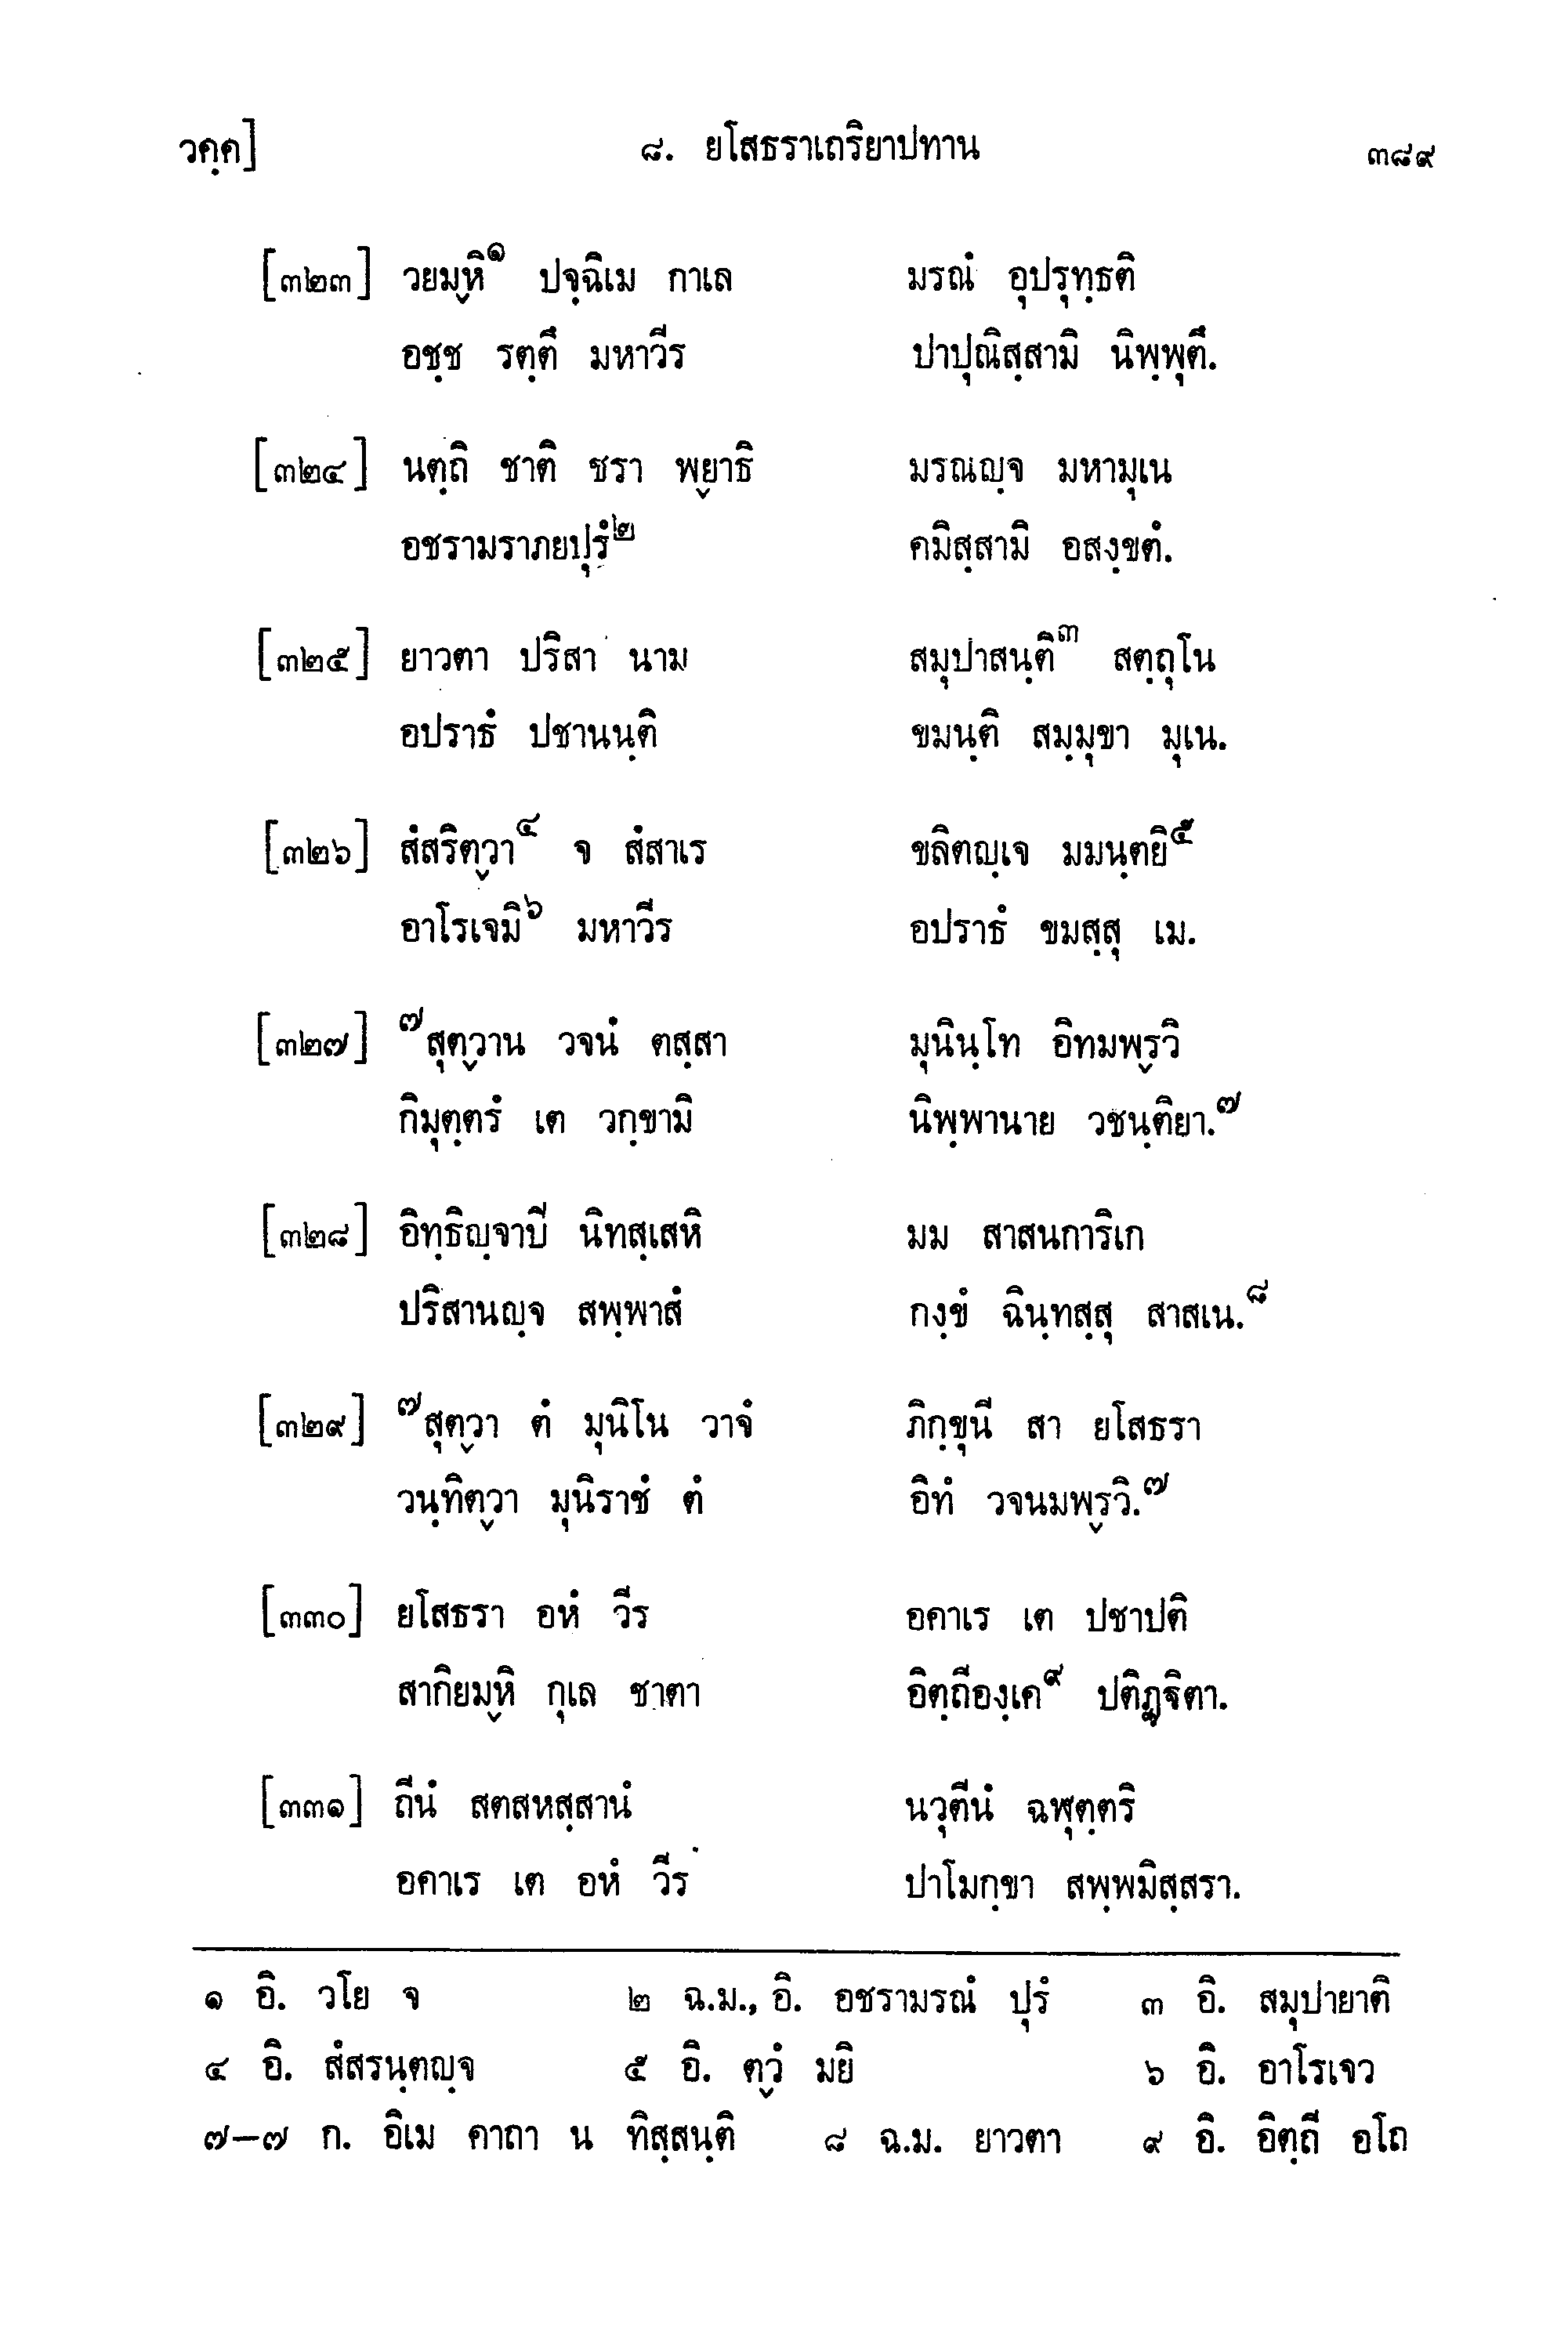 วคฺค] ๘. ยโสธราเถริยาปทาน ๓๘๙
[๓๒๓] วยมฺหิ๑ ปจฺฉิเม กาเล มรณํ อุปรุทฺธติ
อชฺช รตฺตึ มหาวีร ปาปุณิสฺสามิ นิพฺพุตึ.
[๓๒๔] นตฺถิ ชาติ ชรา พฺยาธิ มรณญฺจ มหามุเน
อชรามราภยปุรํ๒ คมิสฺสามิ อสงฺขตํ.
[๓๒๕] ยาวตา ปริสา นาม สมุปาสนฺติ๓ สตฺถุโน
อปราธํ ปชานนฺติ ขมนฺติ สมฺมุขา มุเน.
[๓๒๖] สํสริตฺวา๔ จ สํสาเร ขลิตญฺเจ มมนฺตยิ๕
อาโรเจมิ๖ มหาวีร อปราธํ ขมสฺสุ เม.
[๓๒๗] ๗สุตฺวาน วจนํ ตสฺสา มุนินฺโท อิทมพฺรูวิ
กิมุตฺตรํ เต วกฺขามิ นิพฺพานาย วชนฺติยา.๗
[๓๒๘] อิทฺธิญฺจาปิ นิทสฺเสหิ มม สาสนการิเก
ปริสานญฺจ สพฺพาสํ กงฺขํ ฉินฺทสฺสุ สาสเน.๘
[๓๒๙] ๗สุตฺวา ตํ มุนิโน วาจํ ภิกฺขุนี สา ยโสธรา
วนฺทิตฺวา มุนิราชํ ตํ อิทํ วจนมพฺรูวิ.๗
[๓๓๐] ยโสธรา อหํ วีร อคาเร เต ปชาปติ
สากิยมฺหิ กุเล ชาตา อิตฺถีองฺเค๙ ปติฏฺฐิตา.
[๓๓๑] ถีนํ สตสหสฺสานํ นวุตีนํ ฉฬุตฺตริ
อคาเร เต อหํ วีร ปาโมกฺขา สพฺพมิสฺสรา.
๑ อิ. วโย จ ๒ ฉ.ม., อิ. อชรามรณํ ปุรํ ๓ อิ. สมุปายาติ
๔ อิ. สํสรนฺตญฺจ ๕ อิ. ตฺวํ มยิ ๖ อิ. อาโรเจว
๗–๗ ก. อิเม คาถา น ทิสฺสนฺติ ๘ ฉ.ม. ยาวตา ๙ อิ. อิตฺถี อโถ